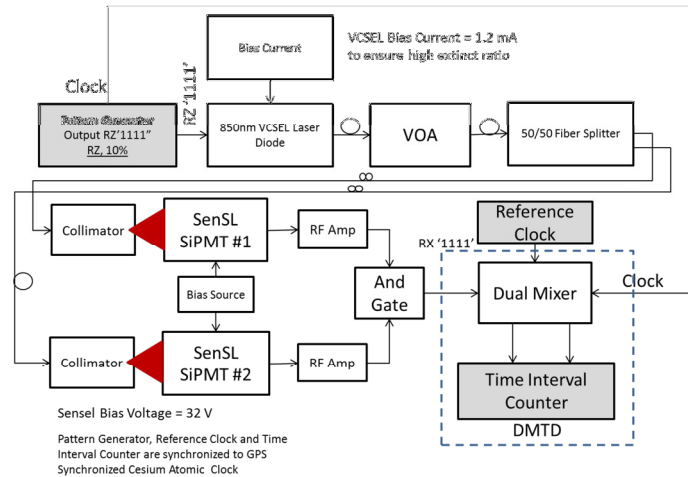 Bias Current
VCSEL Bias Current = 1.2 mA
to ensure high extinct ratio
Clock
RZ '1111'
Pattern Generator
Output RZ'1111"
RZ, 10%
850nm VCSEL Laser
Diode
VOA
50/50 Fiber Splitter
Collimator
SenSL
SiPMT #1
RF Amp
Reference
Clock
RX '1111'
Bias Source
And
Gate
Dual Mixer
Clock
Collimator
SenSL
SiPMT #2
RF Amp
Time Interval
Counter
DMTD
Sensel Bias Voltage = 32 V
Pattern Generator, Reference Clock and Time
Interval Counter are synchronized to GPS
Synchronized Cesium Atomic Clock